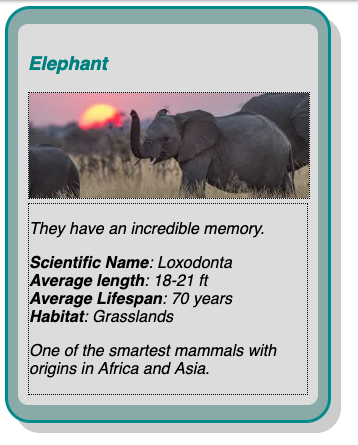 Elephant
They have an incredible memory.
Scientific Name: Loxodonta
Average length: 18-21 ft
Average Lifespan: 70 years
Habitat: Grasslands
One of the smartest mammals with
origins in Africa and Asia.